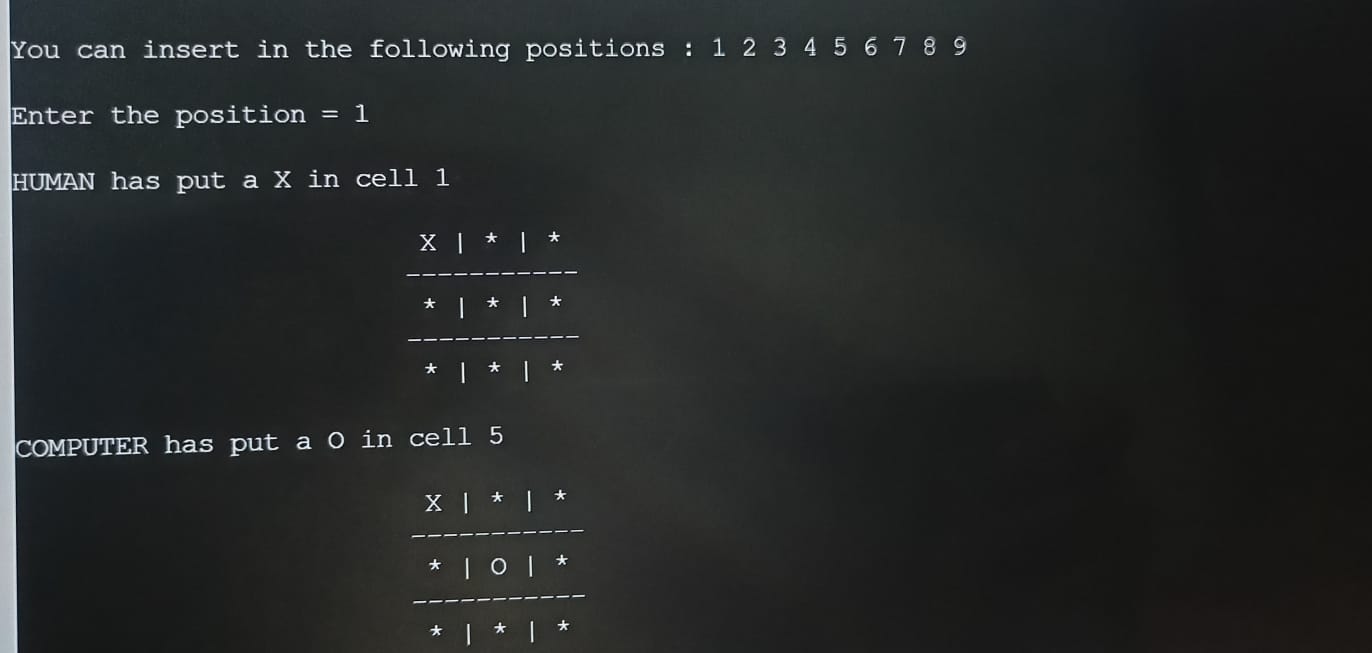 You can insert in the following positions : 1 2 3 4 5 6 7 8 9
Enter the position = 1
HUMAN has put a X in cell 1
X | * | *
-----------
* | * | *
-----------
* | * | *
COMPUTER has put a O in cell 5
X | * | *
-----------
* | O | *
-----------
* | * | *